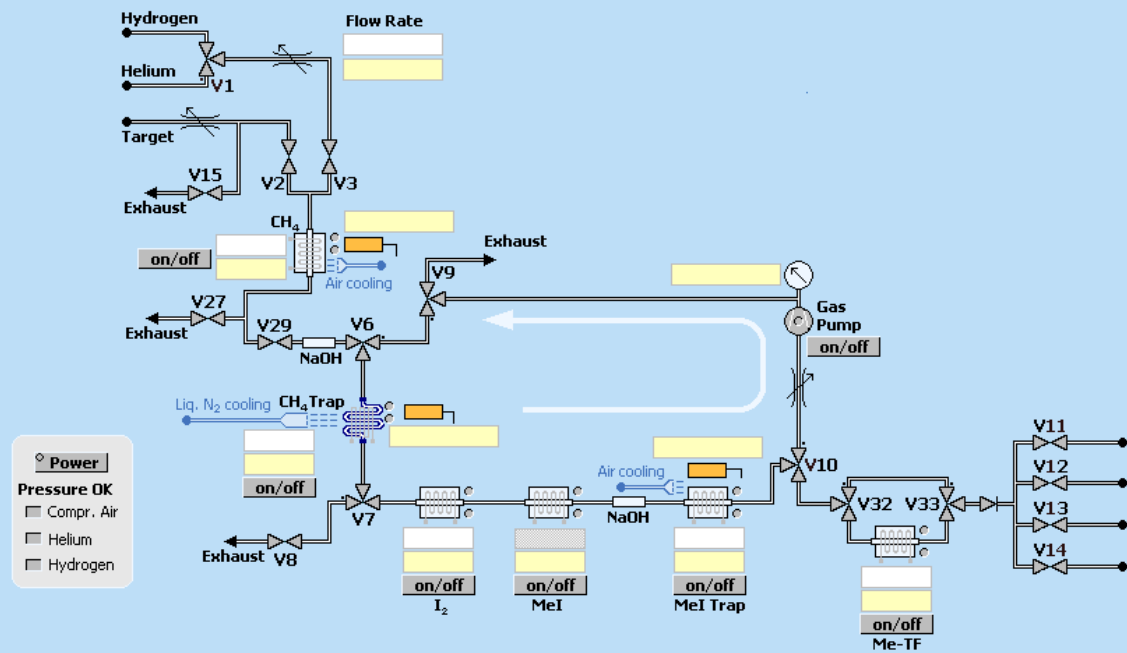 Hydrogen
Flow Rate
Helium
V1
Target
V15
V2
V3
Exhaust
CH₄
on/off
Exhaust
V9
Air cooling
V27
Exhaust
V29
V6
NaOH
Gas
Pump
on/off
Liq. N₂ cooling
CH₄ Trap
on/off
Power
Pressure OK
Compr. Air
Helium
Hydrogen
Air cooling
V10
V11
V12
V13
V14
V7
NaOH
V32
V33
Exhaust
V8
on/off
I₂
on/off
MeI
on/off
MeI Trap
on/off
Me-TF